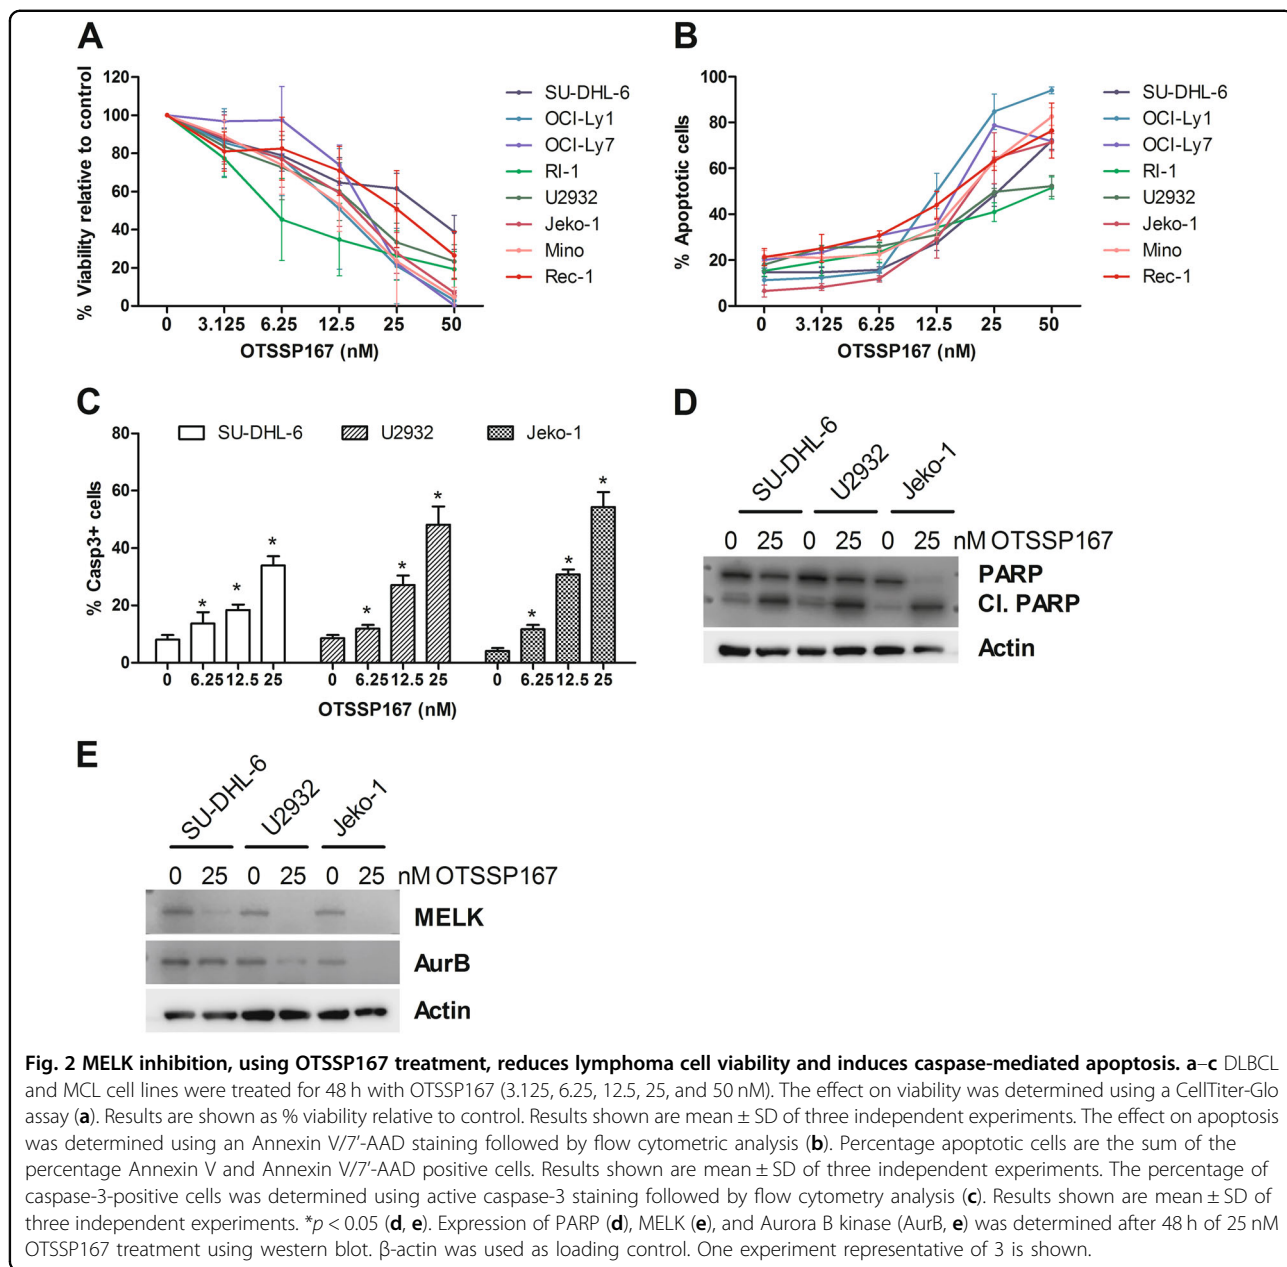 A
% Viability relative to control
120
100
80
60
40
20
0
0 3.125 6.25 12.5 25 50
OTSSP167 (nM)
SU-DHL-6
OCI-Ly1
OCI-Ly7
RI-1
U2932
Jeko-1
Mino
Rec-1
B
% Apoptotic cells
100
80
60
40
20
0
0 3.125 6.25 12.5 25 50
OTSSP167 (nM)
SU-DHL-6
OCI-Ly1
OCI-Ly7
RI-1
U2932
Jeko-1
Mino
Rec-1
C
SU-DHL-6 U2932 Jeko-1
% Casp3+ cells
80
60
40
20
0
* * * * * * * * *
0 6.25 12.5 25 0 6.25 12.5 25 0 6.25 12.5 25
OTSSP167 (nM)
D
SU-DHL-6 U2932 Jeko-1
0 25 0 25 0 25 nM OTSSP167
PARP
Cl. PARP
Actin
E
SU-DHL-6 U2932 Jeko-1
0 25 0 25 0 25 nM OTSSP167
MELK
AurB
Actin
Fig. 2 MELK inhibition, using OTSSP167 treatment, reduces lymphoma cell viability and induces caspase-mediated apoptosis. a–c DLBCL
and MCL cell lines were treated for 48 h with OTSSP167 (3.125, 6.25, 12.5, 25, and 50 nM). The effect on viability was determined using a CellTiter-Glo
assay (a). Results are shown as % viability relative to control. Results shown are mean ± SD of three independent experiments. The effect on apoptosis
was determined using an Annexin V/7′-AAD staining followed by flow cytometric analysis (b). Percentage apoptotic cells are the sum of the
percentage Annexin V and Annexin V/7′-AAD positive cells. Results shown are mean ± SD of three independent experiments. The percentage of
caspase-3-positive cells was determined using active caspase-3 staining followed by flow cytometry analysis (c). Results shown are mean ± SD of
three independent experiments. *p < 0.05 (d, e). Expression of PARP (d), MELK (e), and Aurora B kinase (AurB, e) was determined after 48 h of 25 nM
OTSSP167 treatment using western blot. β-actin was used as loading control. One experiment representative of 3 is shown.